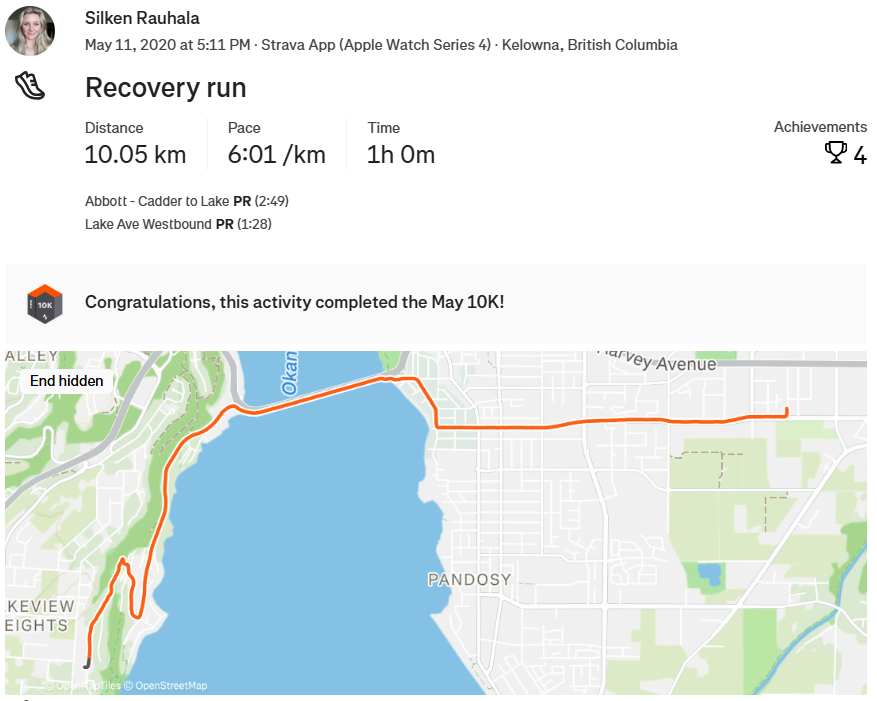 Silken Rauhala
May 11, 2020 at 5:11 PM · Strava App (Apple Watch Series 4) · Kelowna, British Columbia
Recovery run
Distance
10.05 km
Pace
6:01 /km
Time
1h 0m
Achievements
4
Abbott - Cadder to Lake PR (2:49)
Lake Ave Westbound PR (1:28)
10K
Congratulations, this activity completed the May 10K!
ALLEY
End hidden
Okan
Harvey Avenue
PANDOSY
KEVIEW
EIGHTS
© OpenMapTiles © OpenStreetMap